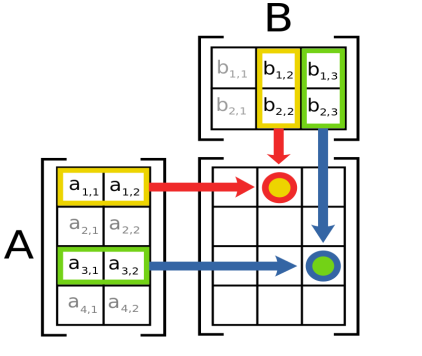 B
b1,1 b1,2 b1,3
b2,1 b2,2 b2,3
A
a1,1 a1,2
a2,1 a2,2
a3,1 a3,2
a4,1 a4,2